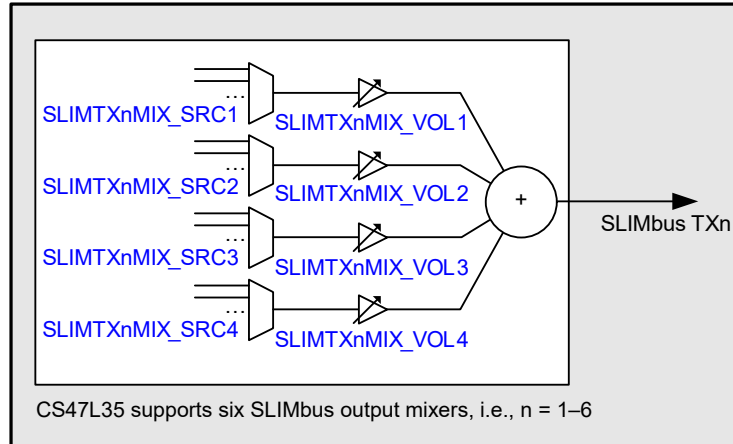 ...
SLIMTXnMIX_SRC1
SLIMTXnMIX_VOL1
...
SLIMTXnMIX_SRC2
SLIMTXnMIX_VOL2
...
SLIMTXnMIX_SRC3
SLIMTXnMIX_VOL3
...
SLIMTXnMIX_SRC4
SLIMTXnMIX_VOL4
+
SLIMbus TXn
CS47L35 supports six SLIMbus output mixers, i.e., n = 1–6